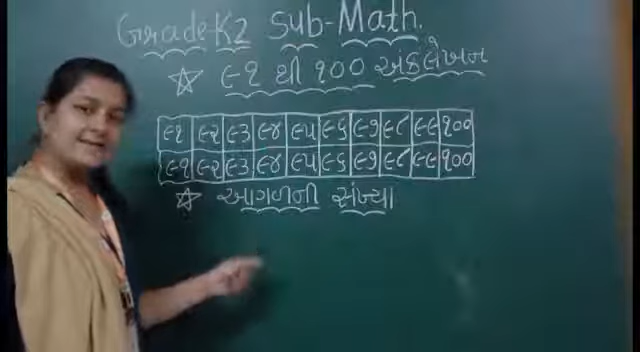 Grade K2 Sub-Math.
☆ ૯૧ થી ૧૦૦ અંકલેખન
૯૧ ૯૨ ૯૩ ૯૪ ૯૫ ૯૬ ૯૭ ૯૮ ૯૯ ૧૦૦
૯૧ ૯૨ ૯૩ ૯૪ ૯૫ ૯૬ ૯૭ ૯૮ ૯૯ ૧૦૦
☆ આગળની સંખ્યા